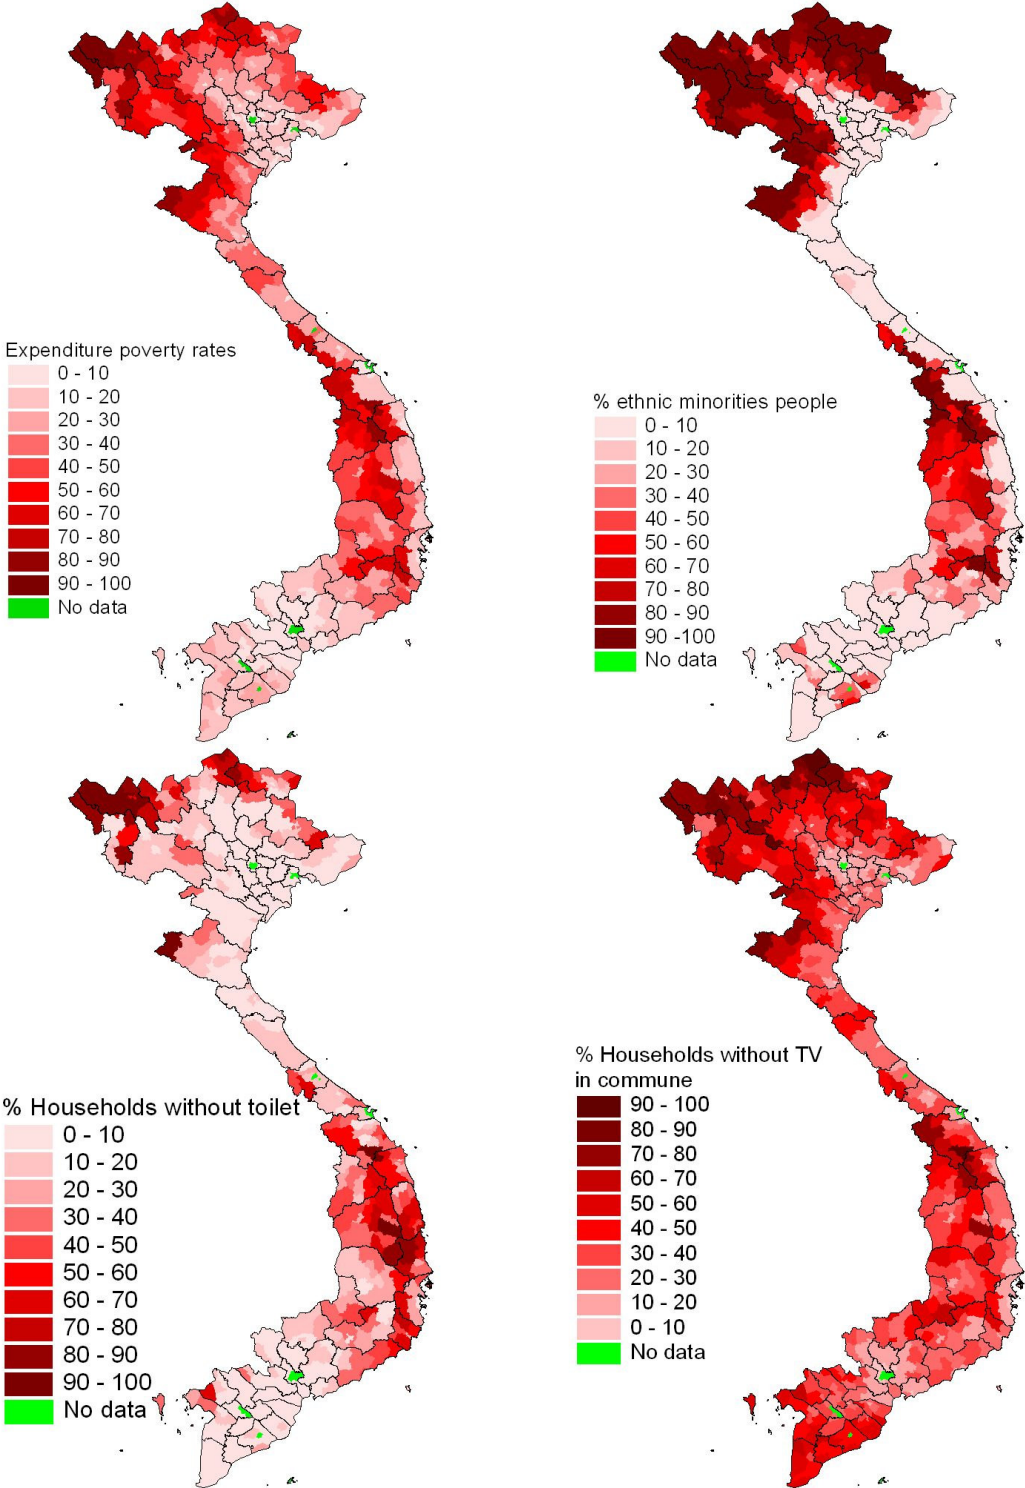 Expenditure poverty rates
0 - 10
10 - 20
20 - 30
30 - 40
40 - 50
50 - 60
60 - 70
70 - 80
80 - 90
90 - 100
No data
% ethnic minorities people
0 - 10
10 - 20
20 - 30
30 - 40
40 - 50
50 - 60
60 - 70
70 - 80
80 - 90
90 -100
No data
% Households without toilet
0 - 10
10 - 20
20 - 30
30 - 40
40 - 50
50 - 60
60 - 70
70 - 80
80 - 90
90 - 100
No data
% Households without TV
in commune
90 - 100
80 - 90
70 - 80
60 - 70
50 - 60
40 - 50
30 - 40
20 - 30
10 - 20
0 - 10
No data